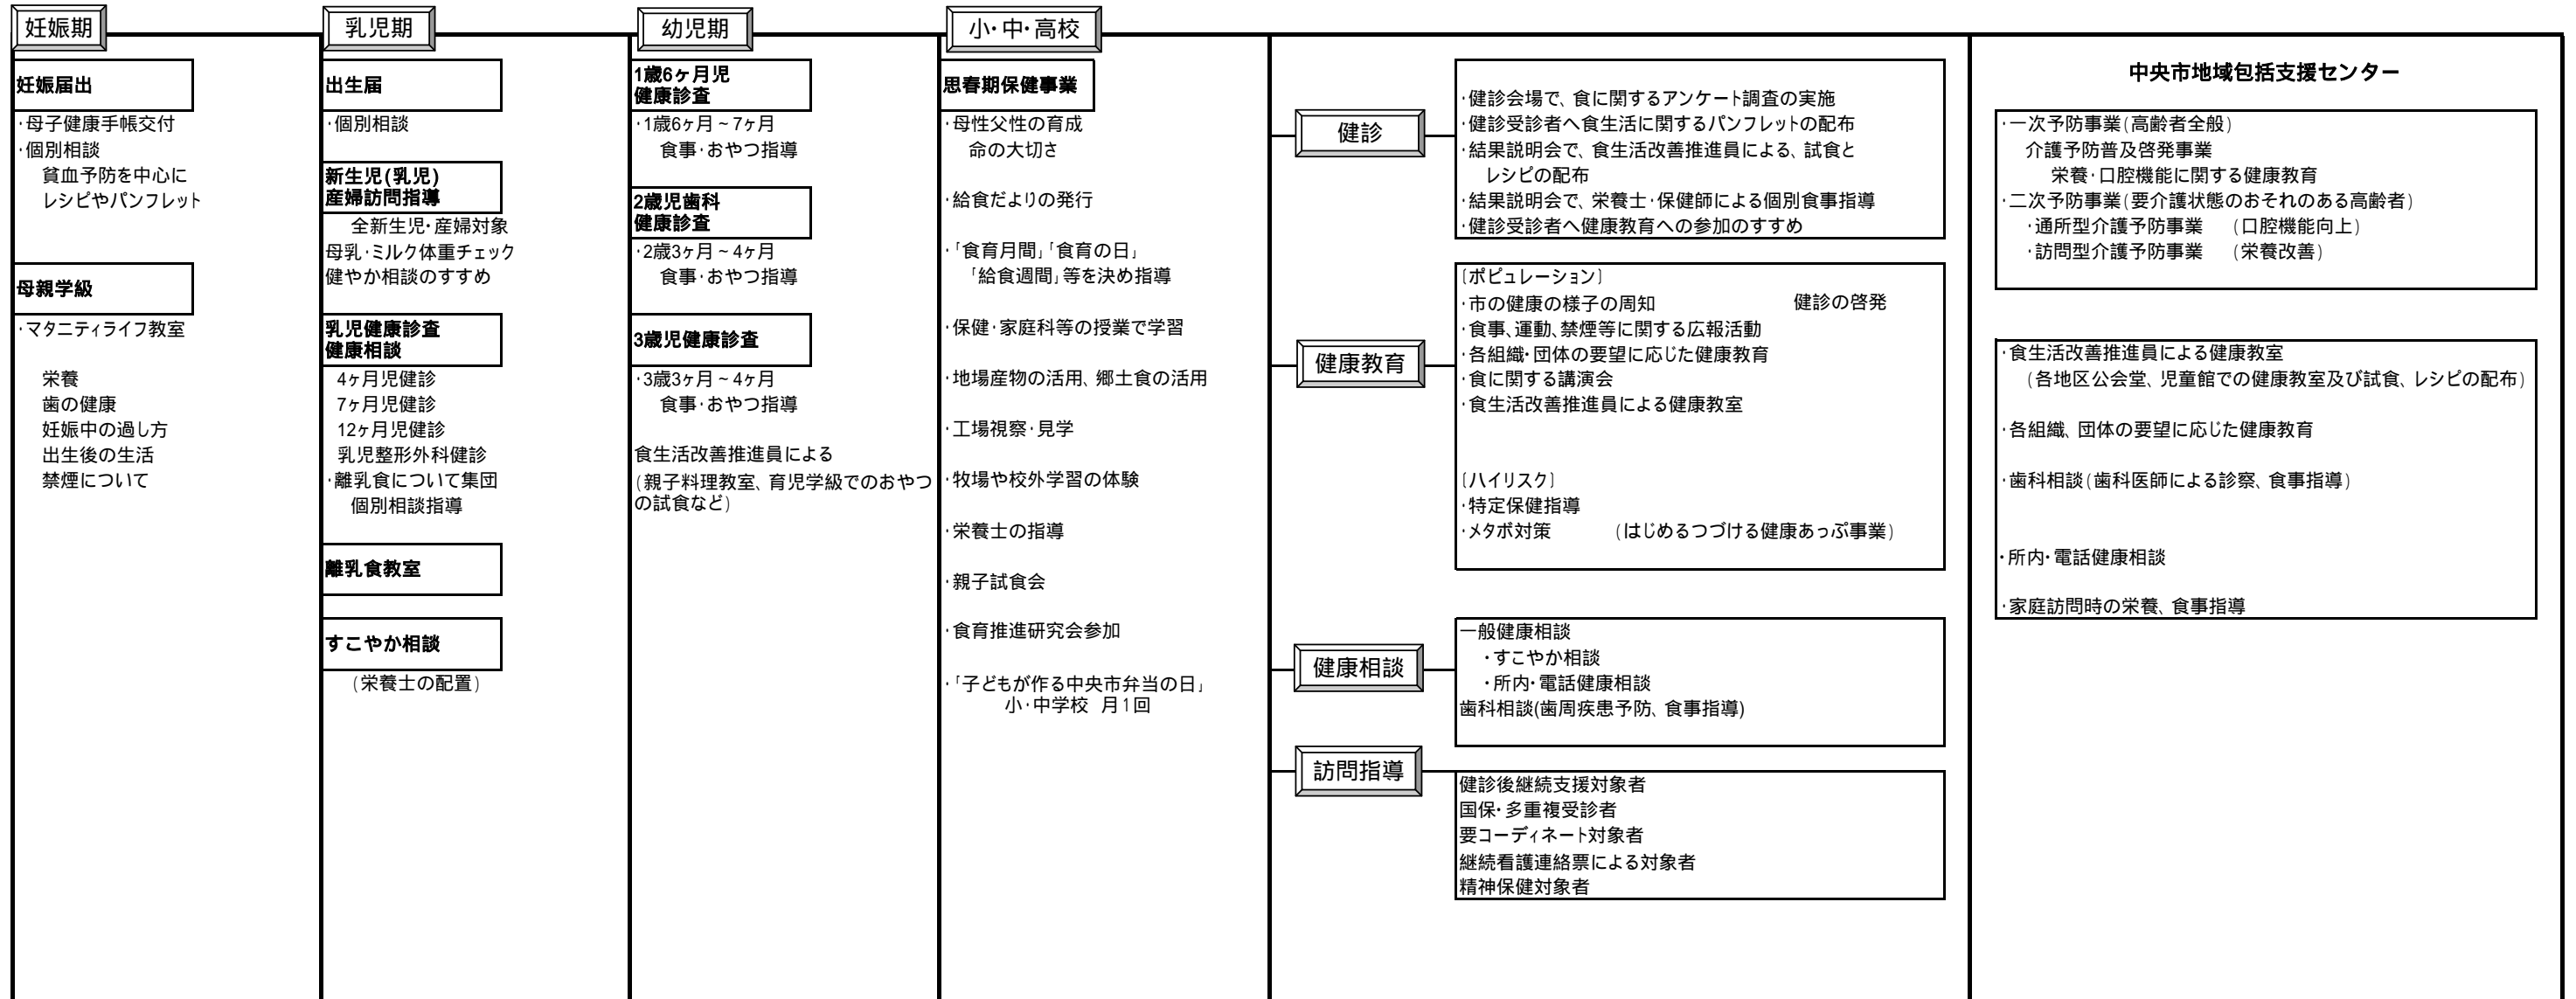 妊娠期
妊娠届出
・母子健康手帳交付
・個別相談
貧血予防を中心に
レシピやパンフレット
母親学級
・マタニティライフ教室
栄養
歯の健康
妊娠中の過し方
出生後の生活
禁煙について
乳児期
出生届
・個別相談
新生児(乳児)
産婦訪問指導
全新生児・産婦対象
母乳・ミルク体重チェック
健やか相談のすすめ
乳児健康診査
健康相談
4ヶ月児健診
7ヶ月児健診
12ヶ月児健診
乳児整形外科健診
・離乳食について集団
個別相談指導
離乳食教室
すこやか相談
(栄養士の配置)
幼児期
1歳6ヶ月児
健康診査
・1歳6ヶ月～7ヶ月
食事・おやつ指導
2歳児歯科
健康診査
・2歳3ヶ月～4ヶ月
食事・おやつ指導
3歳児健康診査
・3歳3ヶ月～4ヶ月
食事・おやつ指導
食生活改善推進員による
(親子料理教室、育児学級でのおやつ
の試食など)
小・中・高校
思春期保健事業
・母性父性の育成
命の大切さ
・給食だよりの発行
・「食育月間」「食育の日」
「給食週間」等を決め指導
・保健・家庭科等の授業で学習
・地場産物の活用、郷土食の活用
・工場視察・見学
・牧場や校外学習の体験
・栄養士の指導
・親子試食会
・食育推進研究会参加
・「子どもが作る中央市弁当の日」
小・中学校 月1回
健診
・健診会場で、食に関するアンケート調査の実施
・健診受診者へ食生活に関するパンフレットの配布
・結果説明会で、食生活改善推進員による、試食と
レシピの配布
・結果説明会で、栄養士・保健師による個別食事指導
・健診受診者へ健康教育への参加のすすめ
健康教育
〔ポピュレーション〕
・市の健康の様子の周知 健診の啓発
・食事、運動、禁煙等に関する広報活動
・各組織・団体の要望に応じた健康教育
・食に関する講演会
・食生活改善推進員による健康教室
〔ハイリスク〕
・特定保健指導
・メタボ対策 (はじめるつづける健康あっぷ事業)
健康相談
一般健康相談
・すこやか相談
・所内・電話健康相談
歯科相談(歯周疾患予防、食事指導)
訪問指導
健診後継続支援対象者
国保・多重複受診者
要コーディネート対象者
継続看護連絡票による対象者
精神保健対象者
中央市地域包括支援センター
・一次予防事業(高齢者全般)
介護予防普及啓発事業
栄養・口腔機能に関する健康教育
・二次予防事業(要介護状態のおそれのある高齢者)
・通所型介護予防事業 (口腔機能向上)
・訪問型介護予防事業 (栄養改善)
・食生活改善推進員による健康教室
(各地区公会堂、児童館での健康教室及び試食、レシピの配布)
・各組織、団体の要望に応じた健康教育
・歯科相談(歯科医師による診察、食事指導)
・所内・電話健康相談
・家庭訪問時の栄養、食事指導